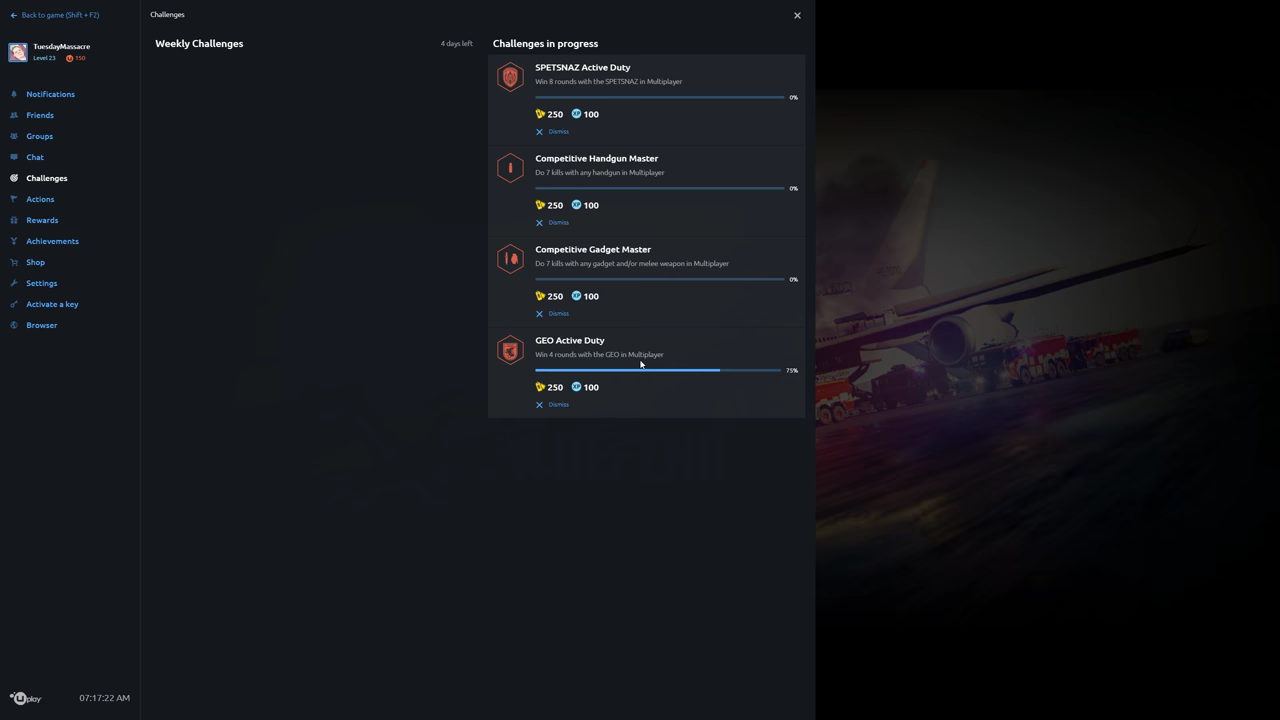 Back to game (Shift + F2)
TuesdayMassacre
Level 23
150
Notifications
Friends
Groups
Chat
Challenges
Actions
Rewards
Achievements
Shop
Settings
Activate a key
Browser
uplay
07:17:22 AM
Challenges
Weekly Challenges
4 days left
Challenges in progress
SPETSNAZ Active Duty
Win 8 rounds with the SPETSNAZ in Multiplayer
0%
250 XP 100
Dismiss
Competitive Handgun Master
Do 7 kills with any handgun in Multiplayer
0%
250 XP 100
Dismiss
Competitive Gadget Master
Do 7 kills with any gadget and/or melee weapon in Multiplayer
0%
250 XP 100
Dismiss
GEO Active Duty
Win 4 rounds with the GEO in Multiplayer
75%
250 XP 100
Dismiss